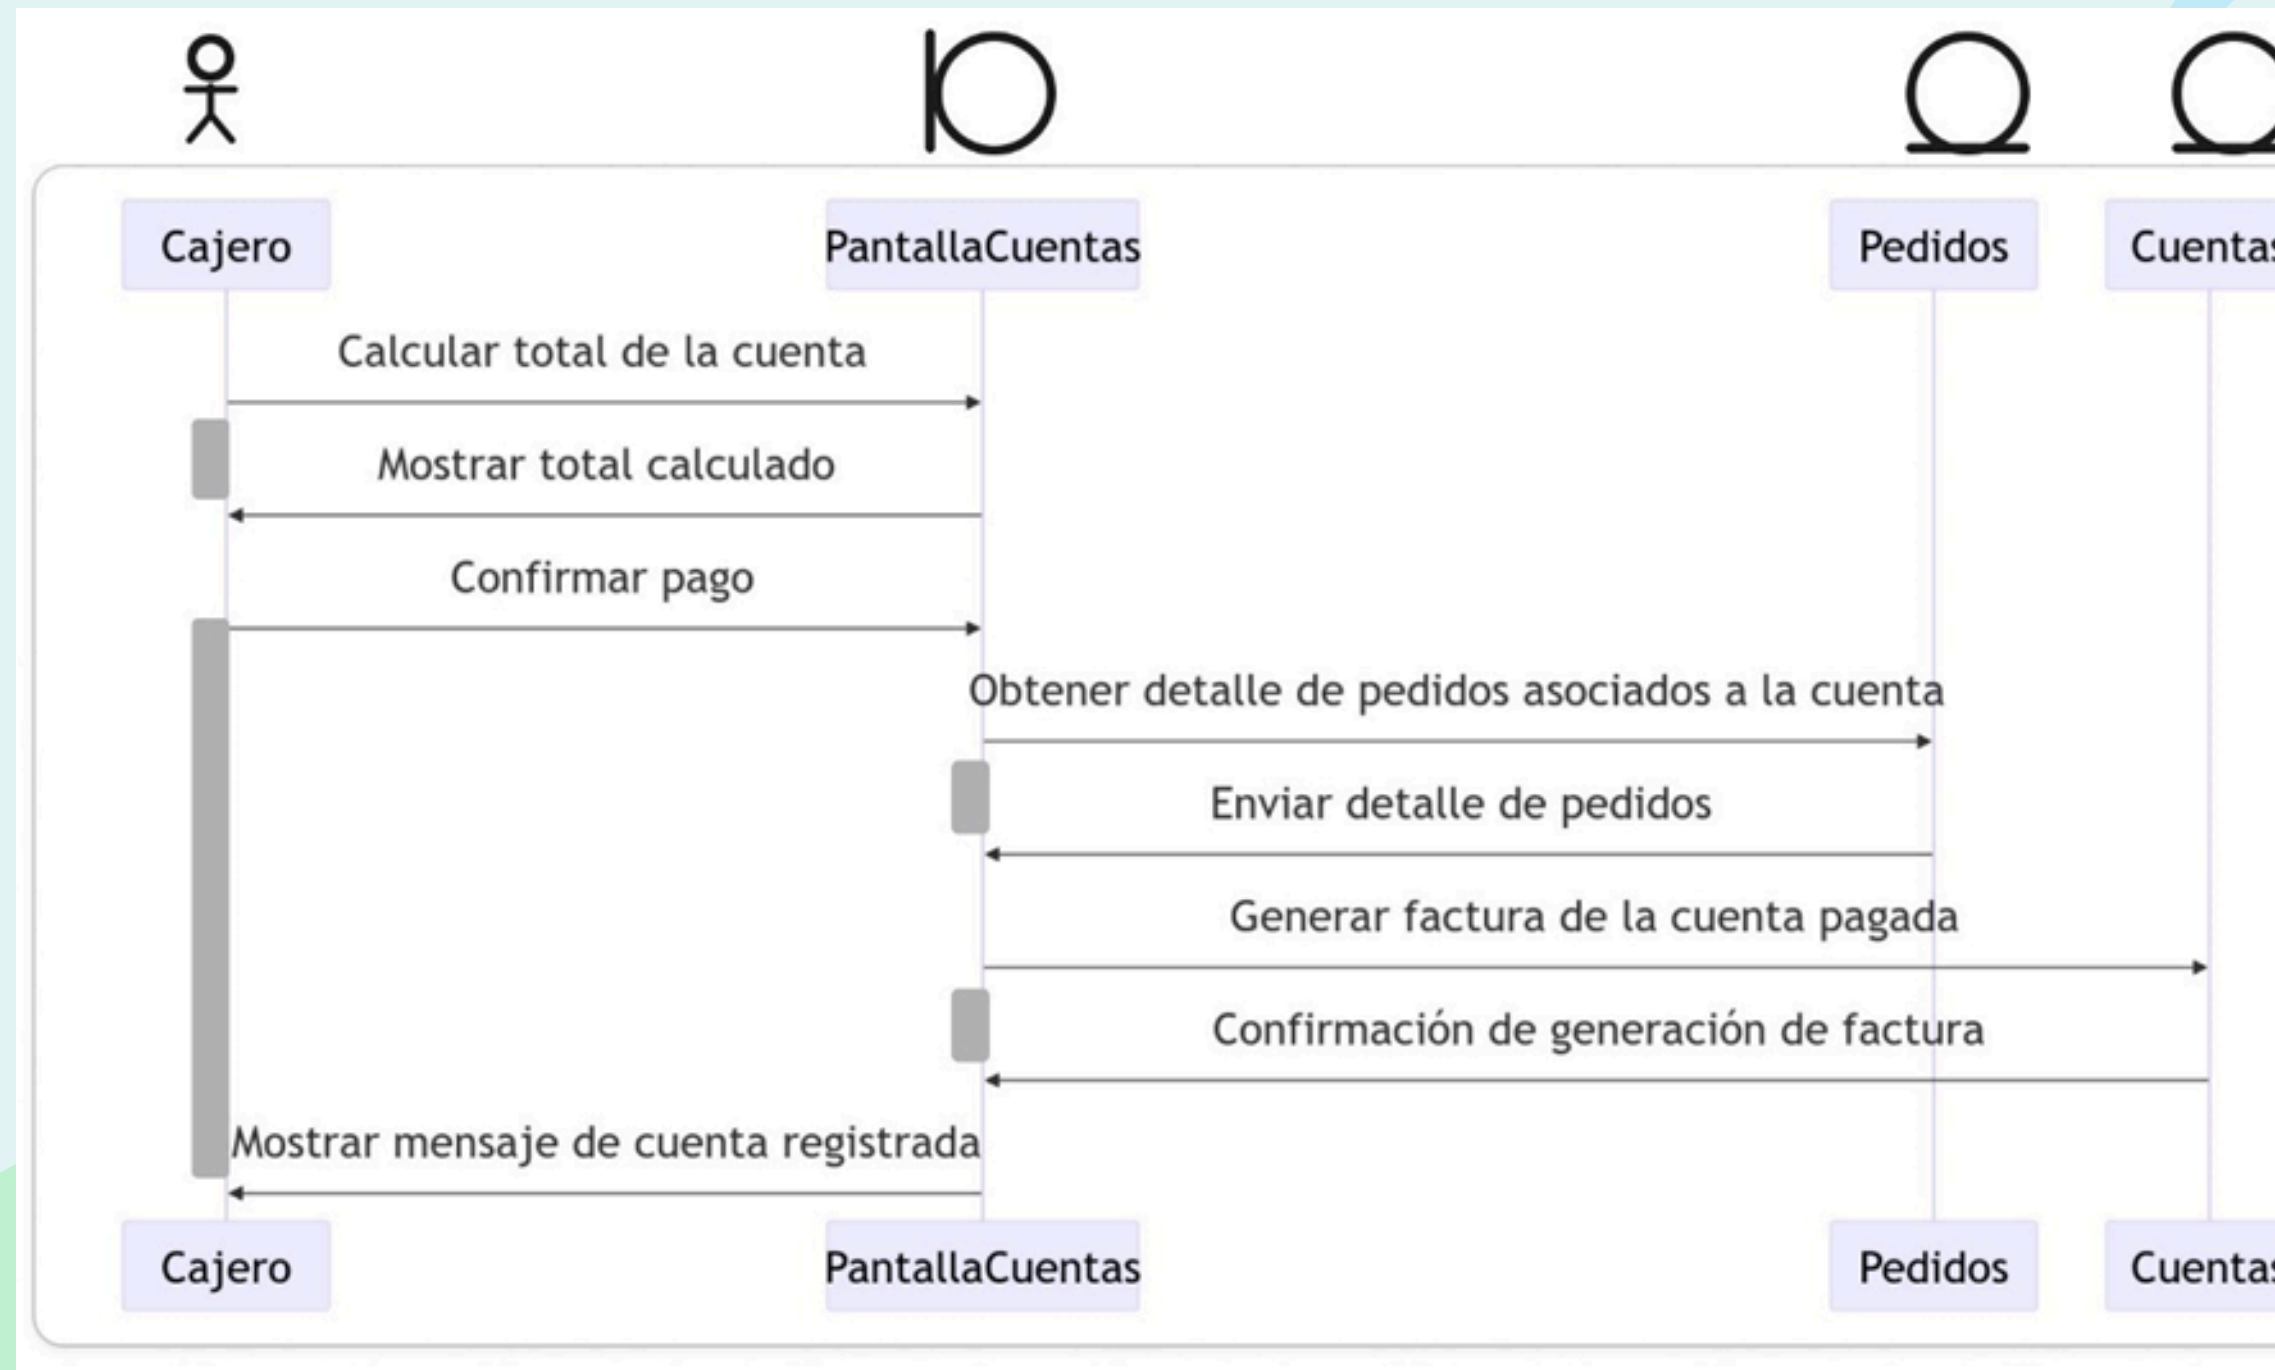 Cajero
PantallaCuentas
Pedidos
Cuentas
Calcular total de la cuenta
Mostrar total calculado
Confirmar pago
Obtener detalle de pedidos asociados a la cuenta
Enviar detalle de pedidos
Generar factura de la cuenta pagada
Confirmación de generación de factura
Mostrar mensaje de cuenta registrada
Cajero
PantallaCuentas
Pedidos
Cuentas